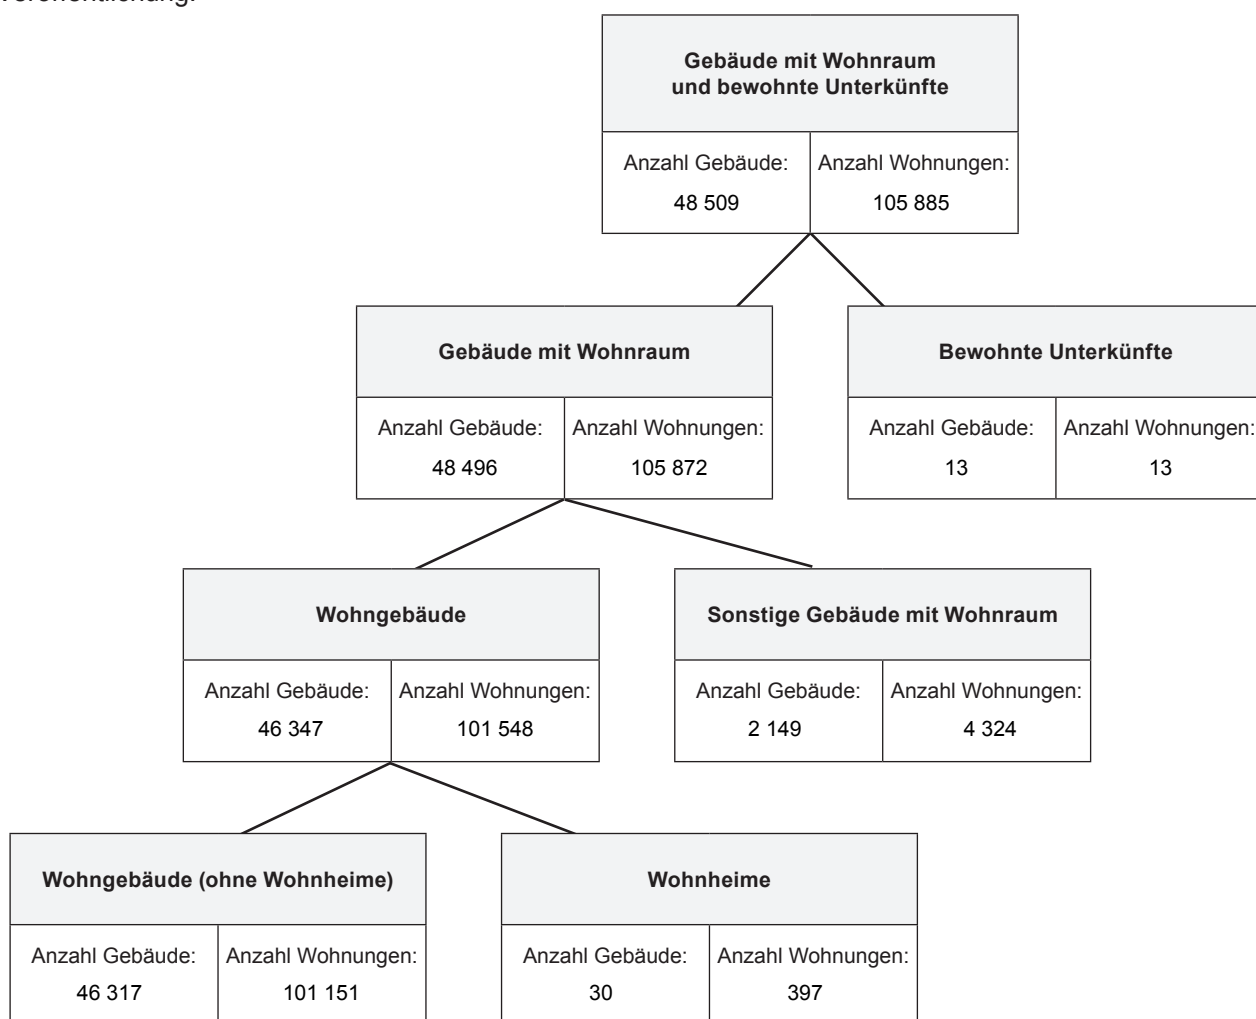 Veröffentlichung.
Gebäude mit Wohnraum
und bewohnte Unterkünfte
Anzahl Gebäude: Anzahl Wohnungen:
48 509 105 885
Gebäude mit Wohnraum Bewohnte Unterkünfte
Anzahl Gebäude: Anzahl Wohnungen: Anzahl Gebäude: Anzahl Wohnungen:
48 496 105 872 13 13
Wohngebäude Sonstige Gebäude mit Wohnraum
Anzahl Gebäude: Anzahl Wohnungen: Anzahl Gebäude: Anzahl Wohnungen:
46 347 101 548 2 149 4 324
Wohngebäude (ohne Wohnheime) Wohnheime
Anzahl Gebäude: Anzahl Wohnungen: Anzahl Gebäude: Anzahl Wohnungen:
46 317 101 151 30 397